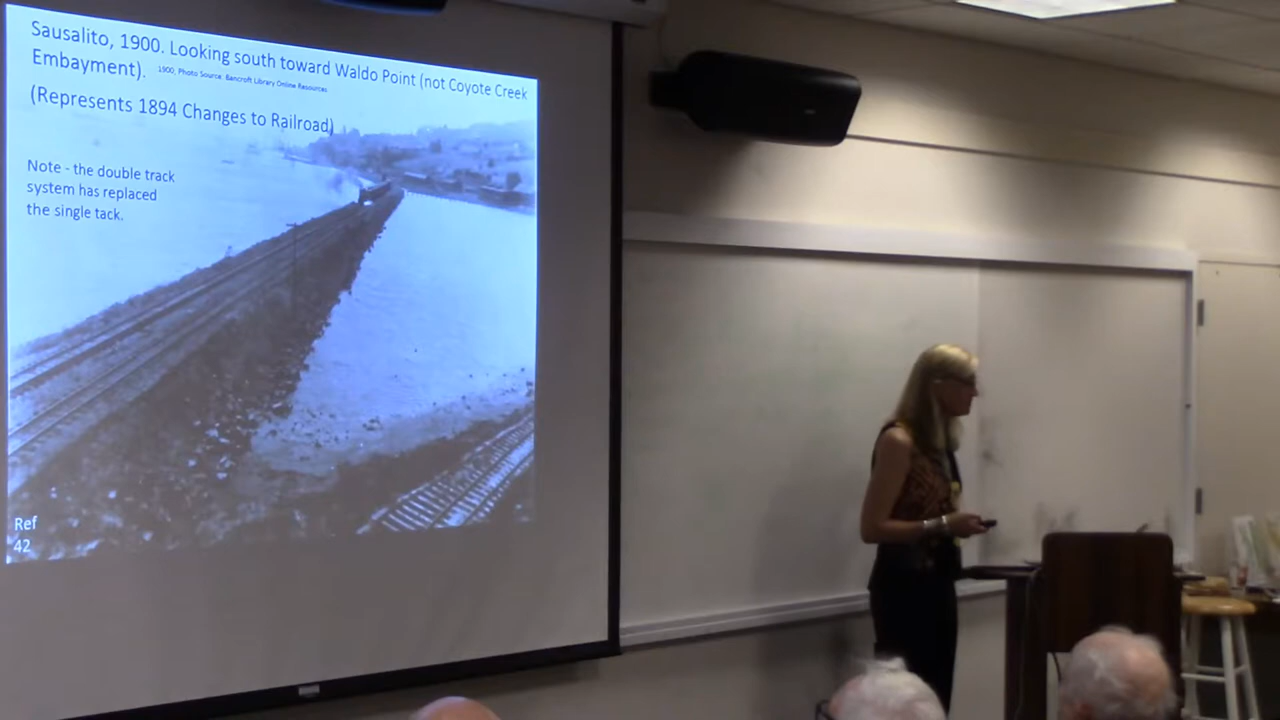 Sausalito, 1900. Looking south toward Waldo Point (not Coyote Creek
Embayment). 1900, Photo Source: Bancroft Library Online Resources
(Represents 1894 Changes to Railroad)
Note - the double track
system has replaced
the single tack.
Ref
42